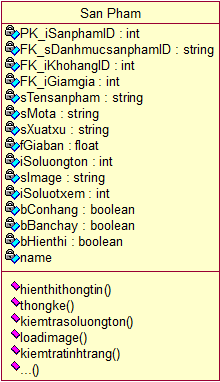 San Pham
PK_iSanphamID : int
FK_sDanhmucsanphamID : string
FK_iKhohangID : int
FK_iGiamgia : int
sTensanpham : string
sMota : string
sXuatxu : string
fGiaban : float
iSoluongton : int
sImage : string
iSoluotxem : int
bConhang : boolean
bBanchay : boolean
bHienthi : boolean
name
hienthithongtin()
thongke()
kiemtrasoluongton()
loadimage()
kiemtratinhtrang()
...()